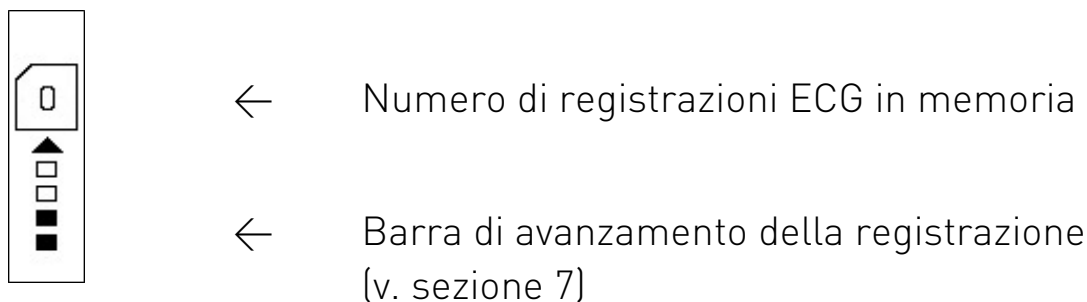 0
← Numero di registrazioni ECG in memoria
← Barra di avanzamento della registrazione
(v. sezione 7)